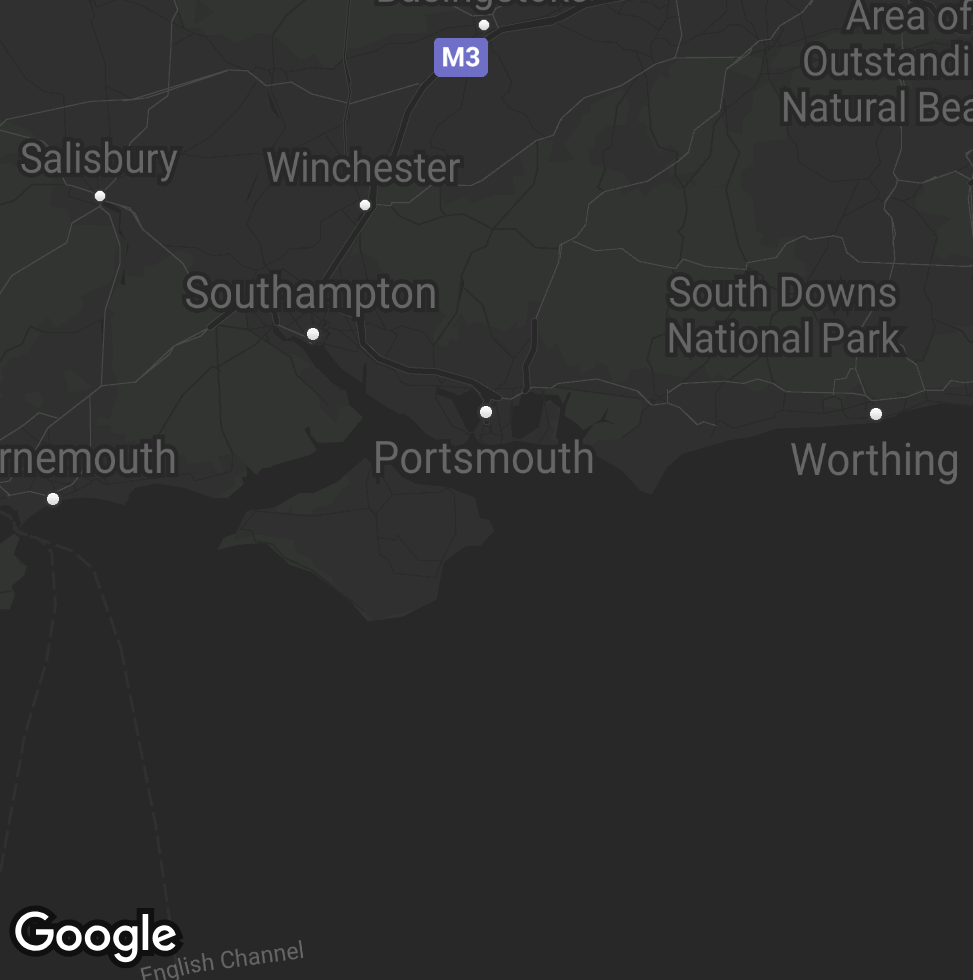 Area of
Outstandi
Natural Bea
M3
Salisbury
Winchester
Southampton
South Downs
National Park
rnemouth
Portsmouth
Worthing
Google
English Channel